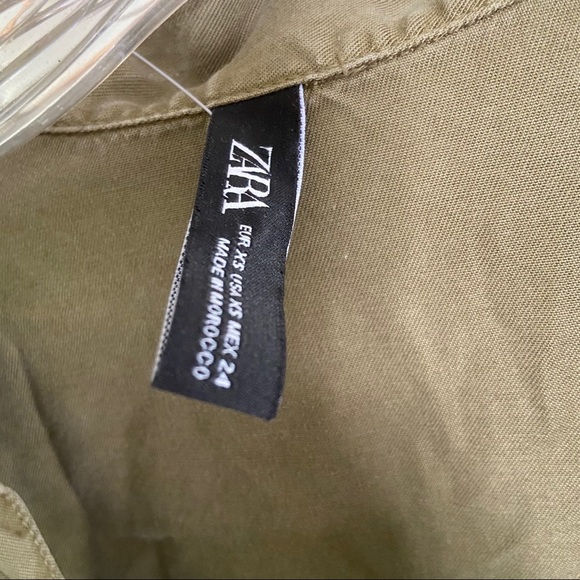 ZARA
EUR XS USA XS MEX 24
MADE IN MOROCCO